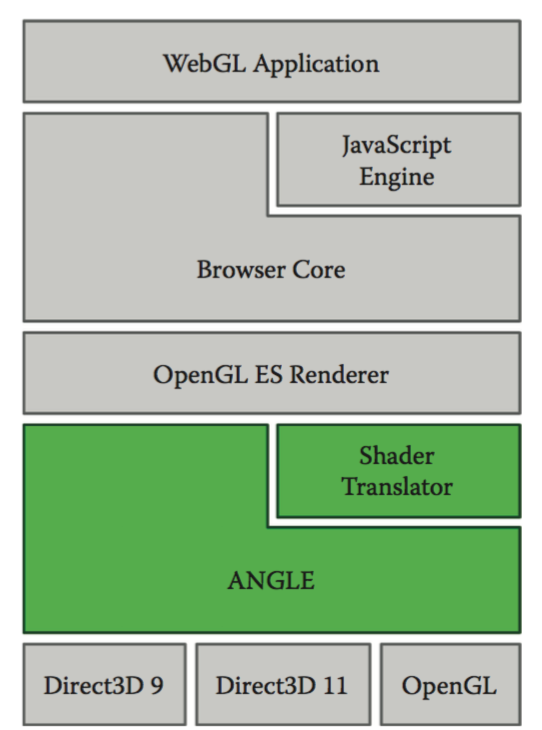 WebGL Application
JavaScript
Engine
Browser Core
OpenGL ES Renderer
Shader
Translator
ANGLE
Direct3D 9
Direct3D 11
OpenGL